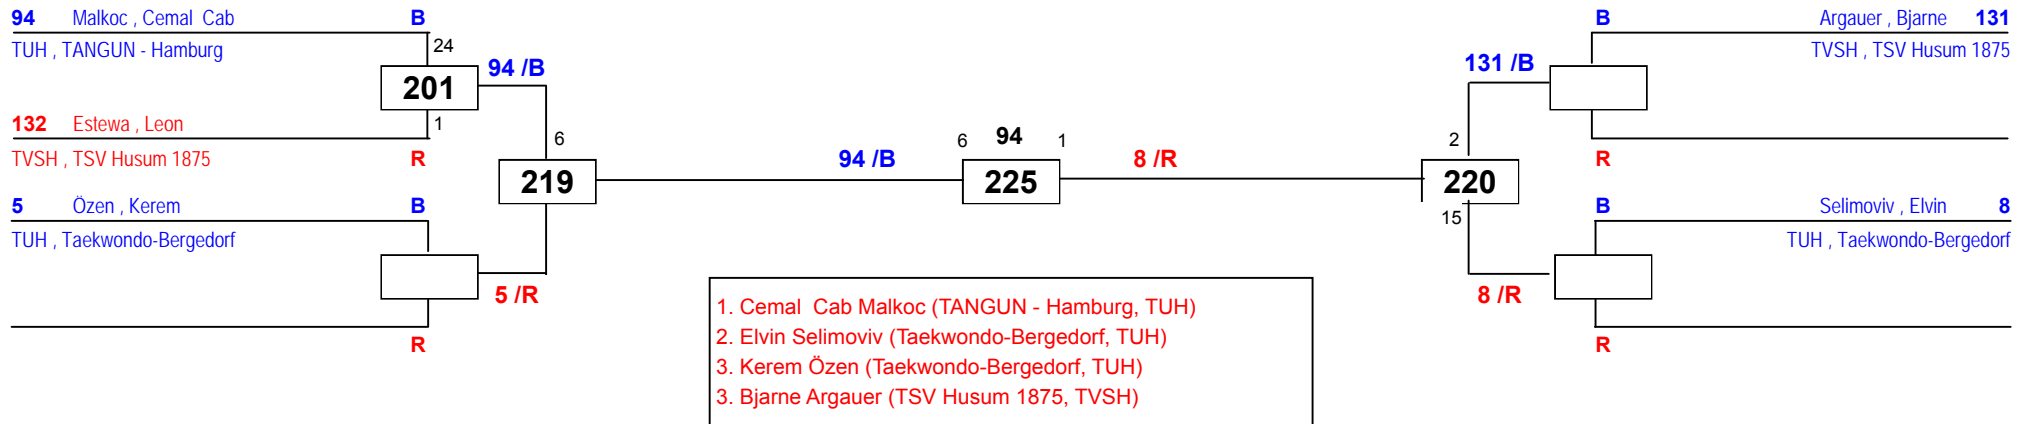 94 Malkoc , Cemal Cab B
TUH , TANGUN - Hamburg
24
94 /B
201
132 Estewa , Leon
1
TVSH , TSV Husum 1875 R
6
219
5 Özen , Kerem B
TUH , Taekwondo-Bergedorf
5 /R
R
94 /B
6 94 1
225
8 /R
B Argauer , Bjarne 131
TVSH , TSV Husum 1875
131 /B
R
2
220
15
B Selimoviv , Elvin 8
TUH , Taekwondo-Bergedorf
8 /R
R
1. Cemal Cab Malkoc (TANGUN - Hamburg, TUH)
2. Elvin Selimoviv (Taekwondo-Bergedorf, TUH)
3. Kerem Özen (Taekwondo-Bergedorf, TUH)
3. Bjarne Argauer (TSV Husum 1875, TVSH)